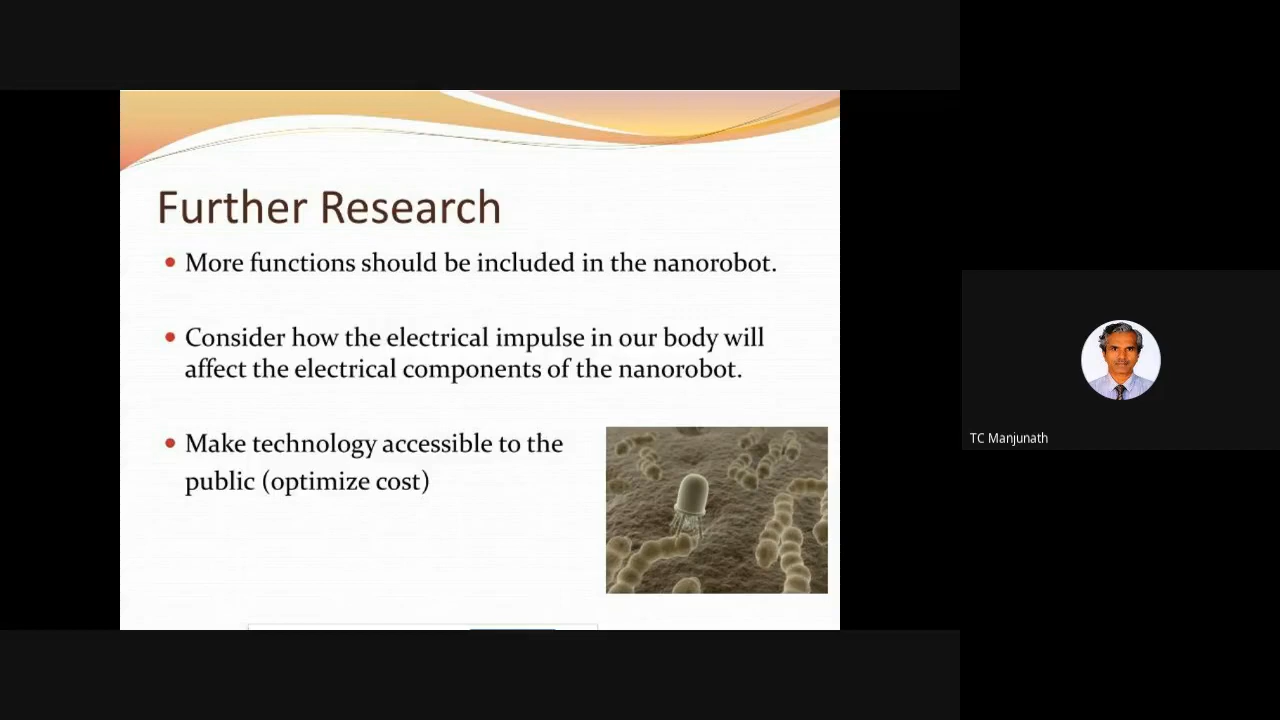 Further Research
More functions should be included in the nanorobot.
Consider how the electrical impulse in our body will
affect the electrical components of the nanorobot.
Make technology accessible to the
public (optimize cost)
TC Manjunath